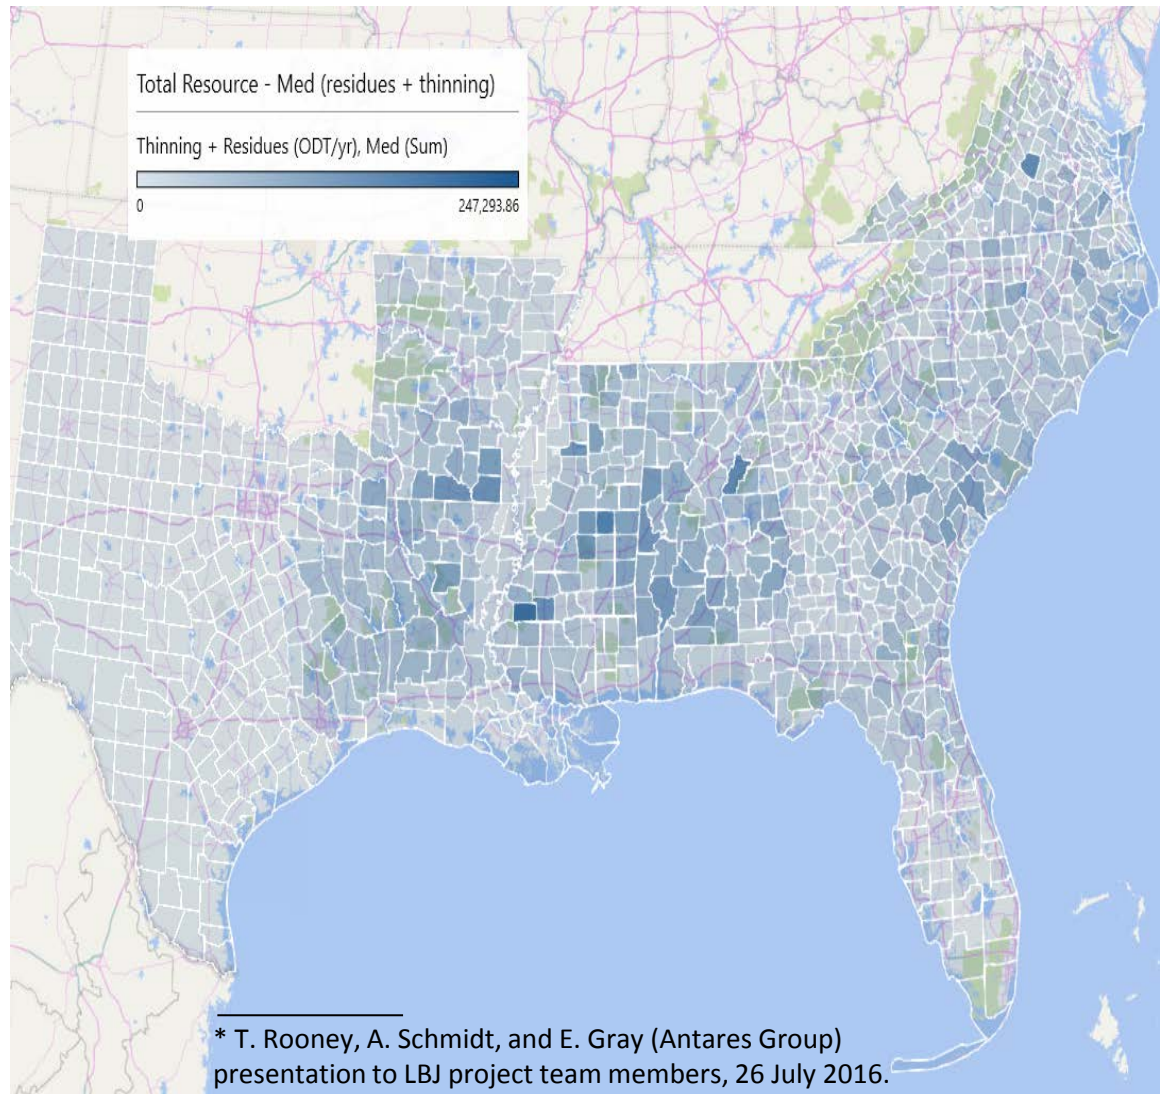 Total Resource - Med (residues + thinning)
Thinning + Residues (ODT/yr), Med (Sum)
0
247,293.86
* T. Rooney, A. Schmidt, and E. Gray (Antares Group)
presentation to LBJ project team members, 26 July 2016.